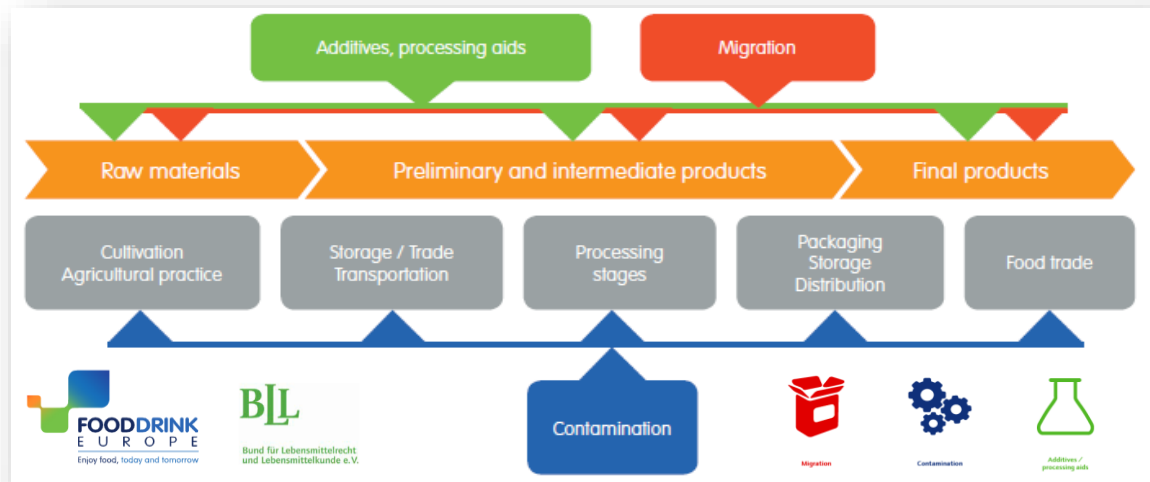 Additives, processing aids
Migration
Raw materials
Preliminary and intermediate products
Final products
Cultivation
Agricultural practice
Storage / Trade
Transportation
Processing
stages
Packaging
Storage
Distribution
Food trade
Contamination
FOODDRINK
EUROPE
Enjoy food, today and tomorrow
BLL
Bund für Lebensmittelrecht
und Lebensmittelkunde e.V.
Migration
Contamination
Additives /
processing aids